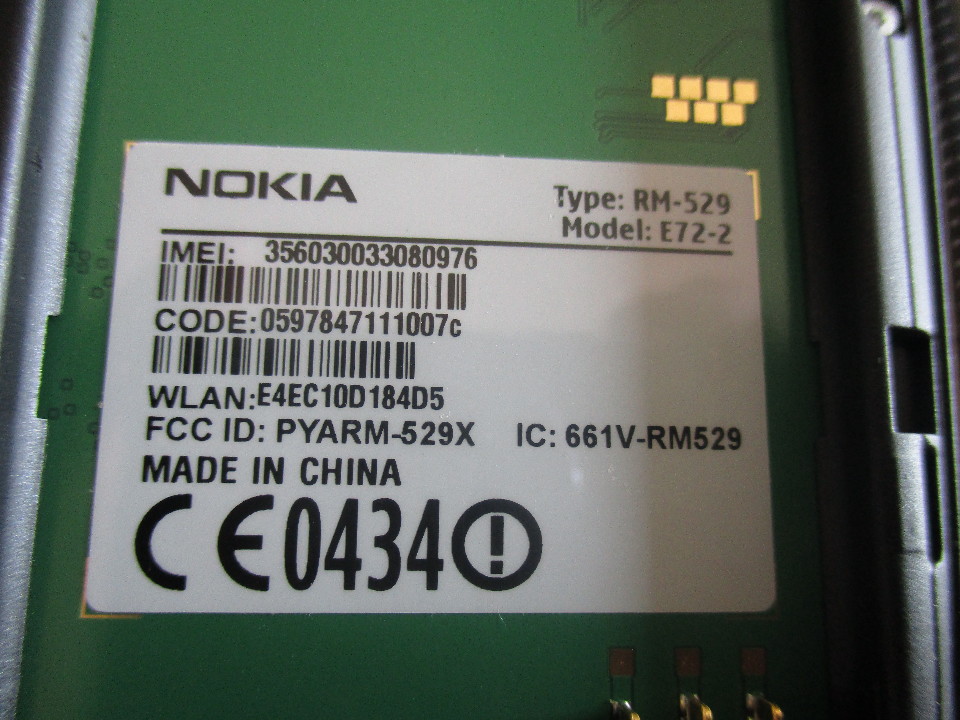 NOKIA
Type: RM-529
Model: E72-2
IMEI: 356030033080976
CODE:0597847111007c
WLAN:E4EC10D184D5
FCC ID: PYARM-529X IC: 661V-RM529
MADE IN CHINA
CE0434!